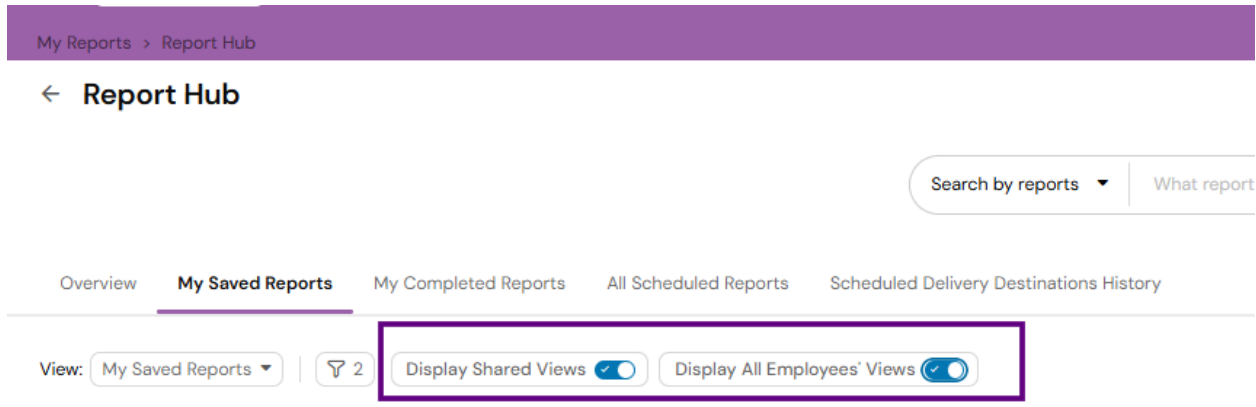 My Reports > Report Hub
← Report Hub
Search by reports What report
Overview My Saved Reports My Completed Reports All Scheduled Reports Scheduled Delivery Destinations History
View: My Saved Reports 2 Display Shared Views Display All Employees' Views